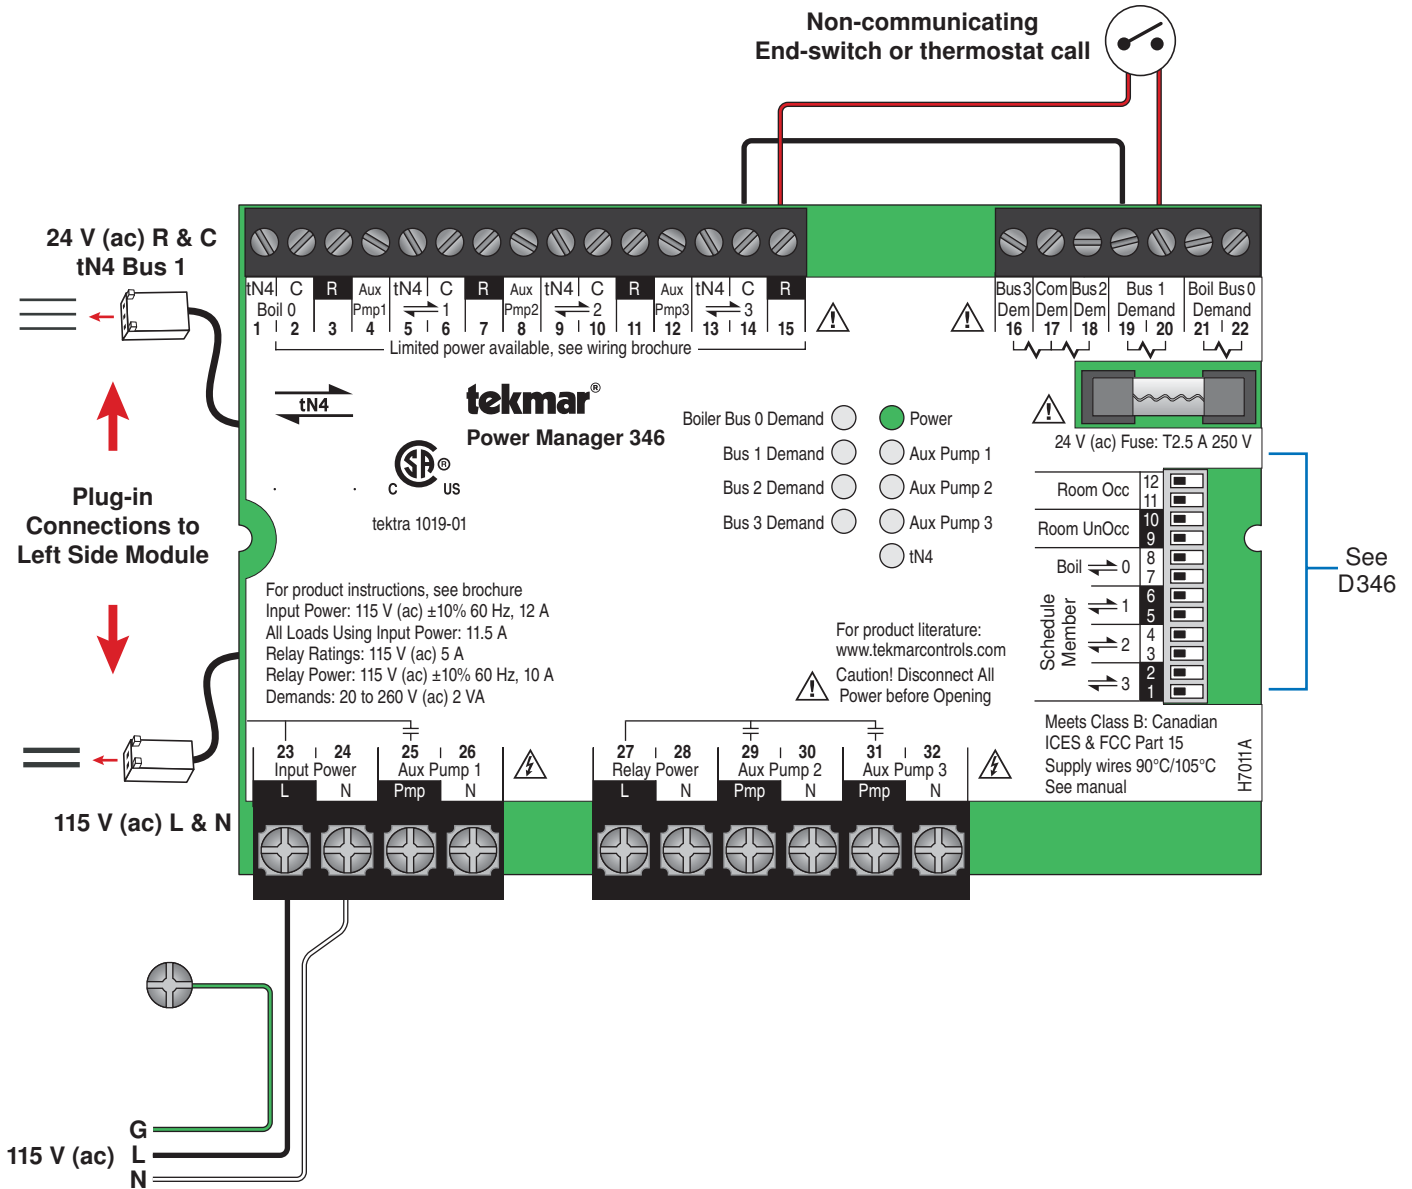 Non-communicating
End-switch or thermostat call
24 V (ac) R & C
tN4 Bus 1
tN4 C R Aux tN4 C R Aux tN4 C R Aux tN4 C R
Boil 0 Pmp1 1 Pmp2 2 Pmp3 3
1 2 3 4 5 6 7 8 9 10 11 12 13 14 15
Limited power available, see wiring brochure
Bus3 Com Bus2 Bus 1 Boil Bus0
Dem Dem Dem Demand Demand
16 17 18 19 20 21 22
tN4
tekmar®
Power Manager 346
CSA ®
C US
tektra 1019-01
Boiler Bus 0 Demand
Bus 1 Demand
Bus 2 Demand
Bus 3 Demand
Power
Aux Pump 1
Aux Pump 2
Aux Pump 3
tN4
24 V (ac) Fuse: T2.5 A 250 V
Room Occ 12
11
Room UnOcc 10
9
Boil 0 8
7
Schedule
Member
1 6
5
2 4
3
3 2
1
See
D346
Plug-in
Connections to
Left Side Module
For product instructions, see brochure
Input Power: 115 V (ac) ±10% 60 Hz, 12 A
All Loads Using Input Power: 11.5 A
Relay Ratings: 115 V (ac) 5 A
Relay Power: 115 V (ac) ±10% 60 Hz, 10 A
Demands: 20 to 260 V (ac) 2 VA
For product literature:
www.tekmarcontrols.com
Caution! Disconnect All
Power before Opening
Meets Class B: Canadian
ICES & FCC Part 15
Supply wires 90°C/105°C
See manual
H7011A
23 24 25 26
Input Power Aux Pump 1
L N Pmp N
27 28 29 30 31 32
Relay Power Aux Pump 2 Aux Pump 3
L N Pmp N Pmp N
115 V (ac) L & N
G
115 V (ac) L
N